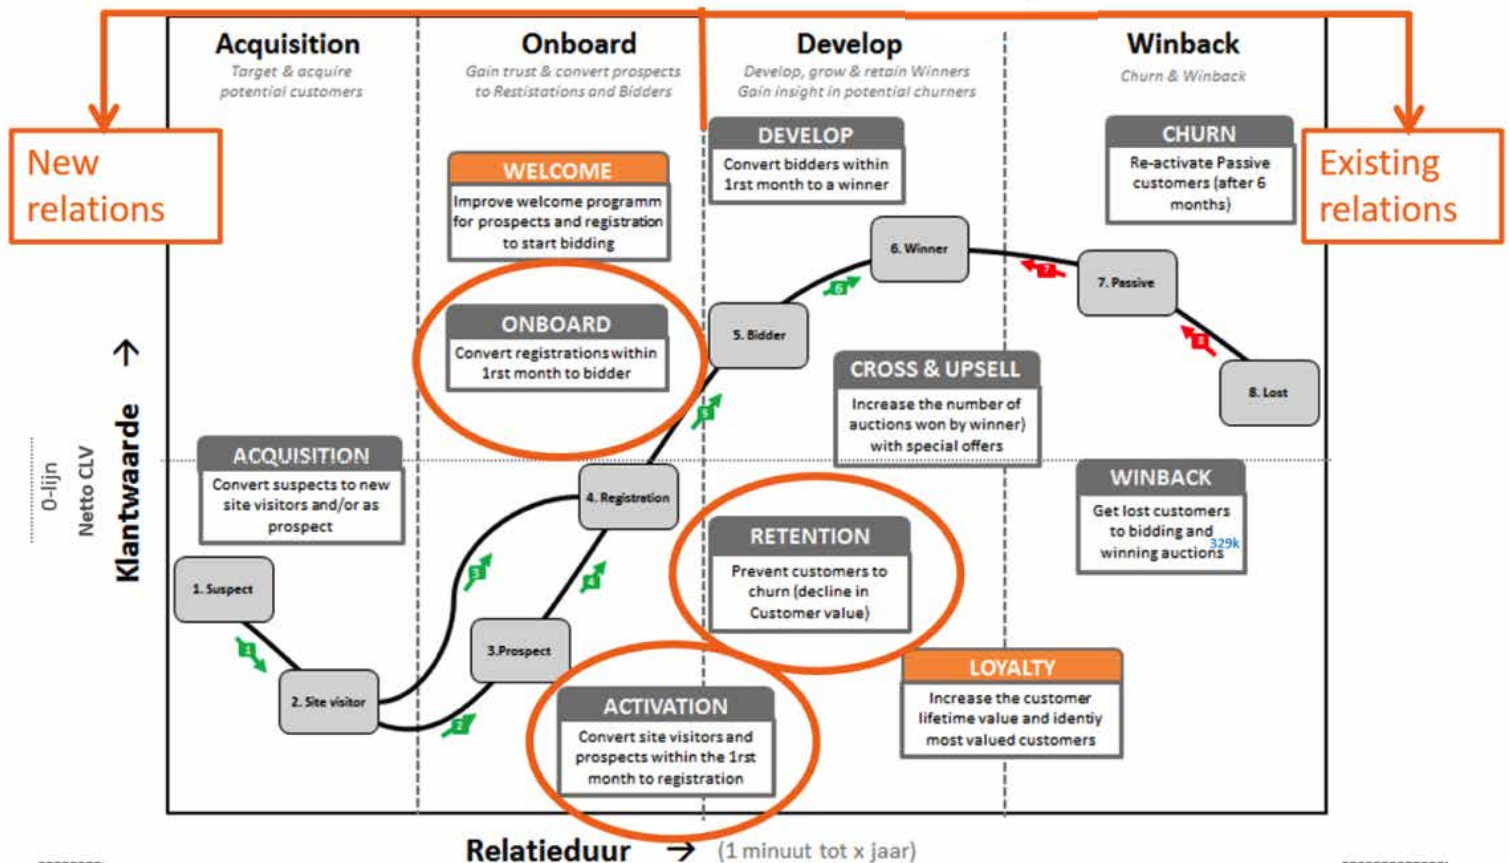 Acquisition
Target & acquire
potential customers
Onboard
Gain trust & convert prospects
to Restistations and Bidders
Develop
Develop, grow & retain Winners
Gain insight in potential churners
Winback
Churn & Winback
New
relations
Existing
relations
WELCOME
Improve welcome programm
for prospects and registration
to start bidding
DEVELOP
Convert bidders within
1rst month to a winner
CHURN
Re-activate Passive
customers (after 6
months)
ONBOARD
Convert registrations within
1rst month to bidder
6. Winner
7. Passive
5. Bidder
8. Lost
6
7
8
5
CROSS & UPSELL
Increase the number of
auctions won by winner)
with special offers
ACQUISITION
Convert suspects to new
site visitors and/or as
prospect
4. Registration
RETENTION
Prevent customers to
churn (decline in
Customer value)
WINBACK
Get lost customers
to bidding and
winning auctions
329k
1. Suspect
3
4
1
3.Prospect
2. Site visitor
2
ACTIVATION
Convert site visitors and
prospects within the 1rst
month to registration
LOYALTY
Increase the customer
lifetime value and identiy
most valued customers
0-lijn
Netto CLV
Klantwaarde →
Relatieduur → (1 minuut tot x jaar)